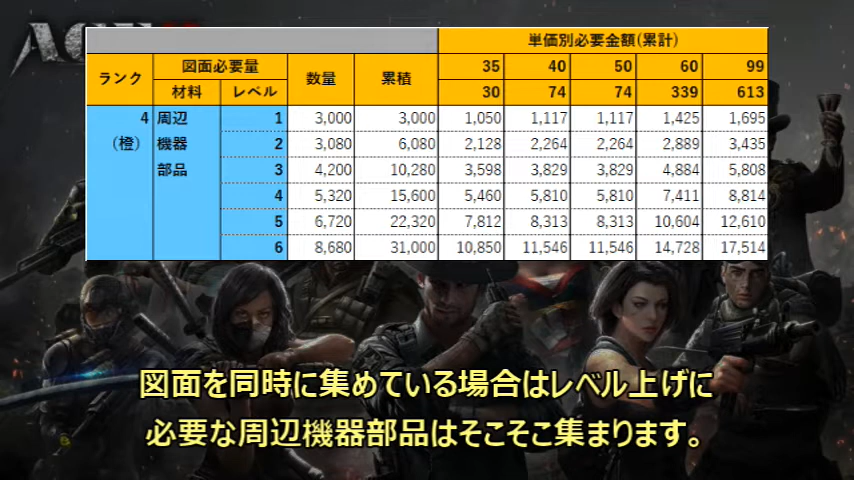 単価別必要金額(累計)
ランク 図面必要量 数量 累積 35 40 50 60 99
材料 レベル 30 74 74 339 613
4 周辺 1 3,000 3,000 1,050 1,117 1,117 1,425 1,695
(橙) 機器 2 3,080 6,080 2,128 2,264 2,264 2,889 3,435
部品 3 4,200 10,280 3,598 3,829 3,829 4,884 5,808
4 5,320 15,600 5,460 5,810 5,810 7,411 8,814
5 6,720 22,320 7,812 8,313 8,313 10,604 12,610
6 8,680 31,000 10,850 11,546 11,546 14,728 17,514
図面を同時に集めている場合はレベル上げに
必要な周辺機器部品はそこそこ集まります。